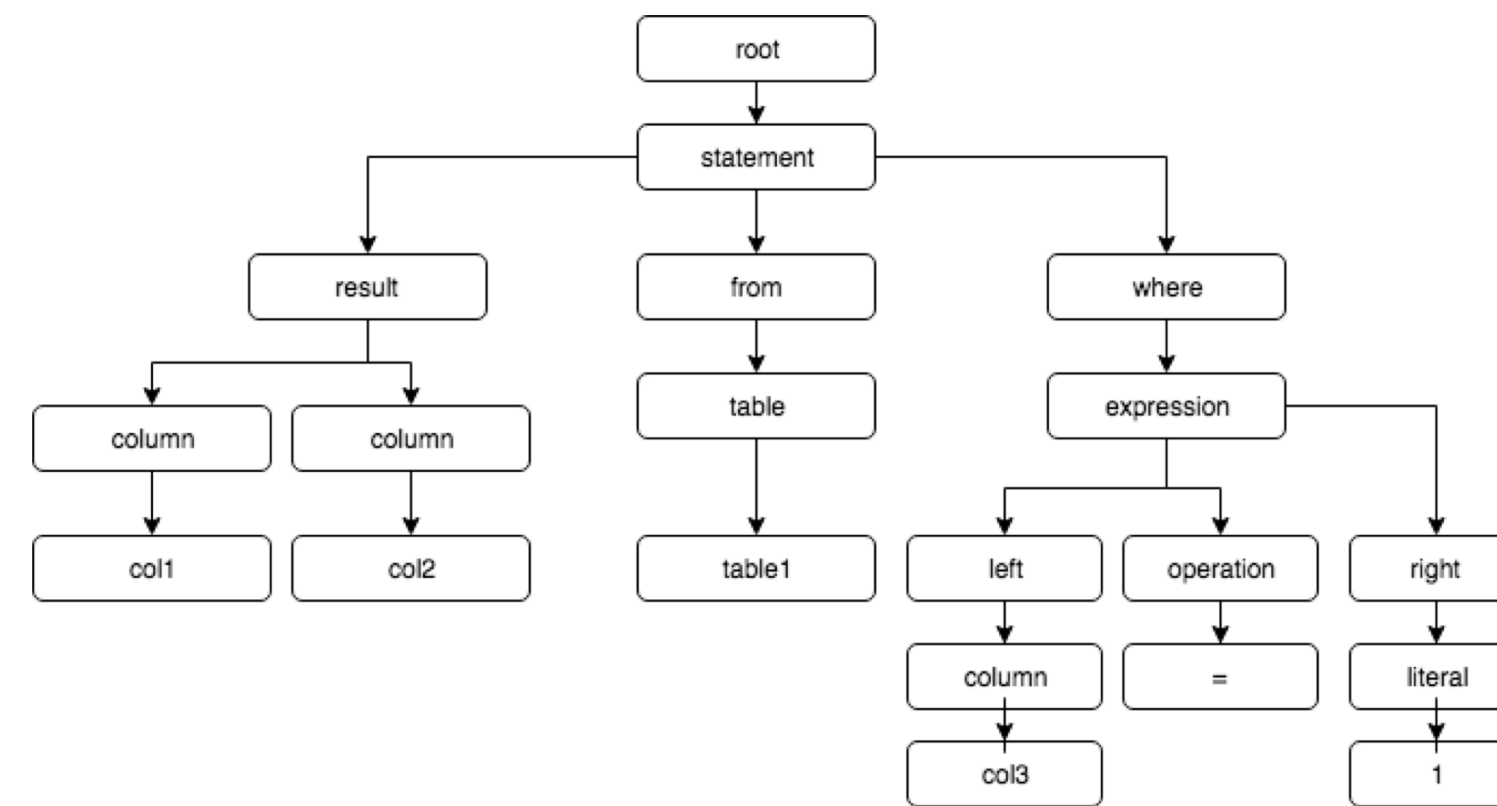 root
statement
result
from
where
table
expression
column
column
col1
col2
table1
left
operation
right
column
=
literal
col3
1